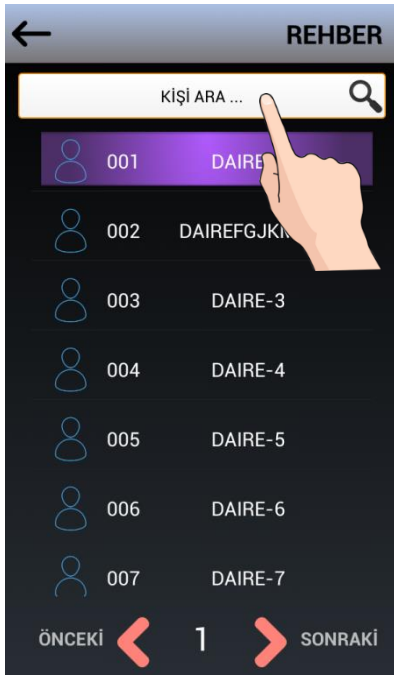 REHBER
KİŞİ ARA ...
001 DAIRE
002
003 DAIRE-3
004 DAIRE-4
005 DAIRE-5
006 DAIRE-6
007 DAIRE-7
ÖNCEKİ 1 SONRAKİ